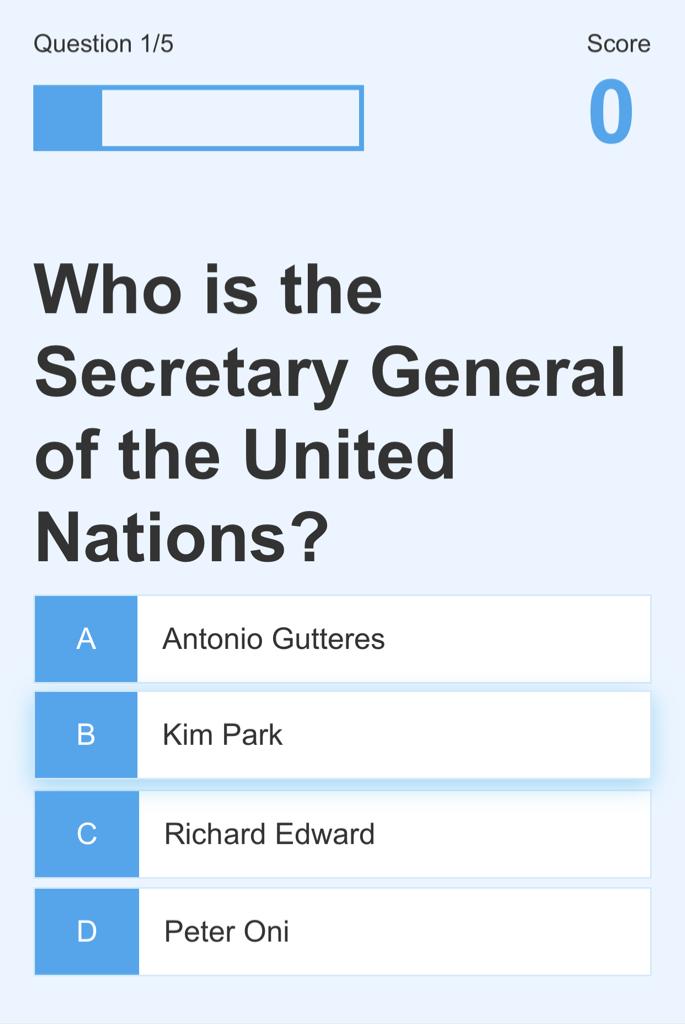 Question 1/5
Score
0
Who is the
Secretary General
of the United
Nations?
A Antonio Gutteres
B Kim Park
C Richard Edward
D Peter Oni